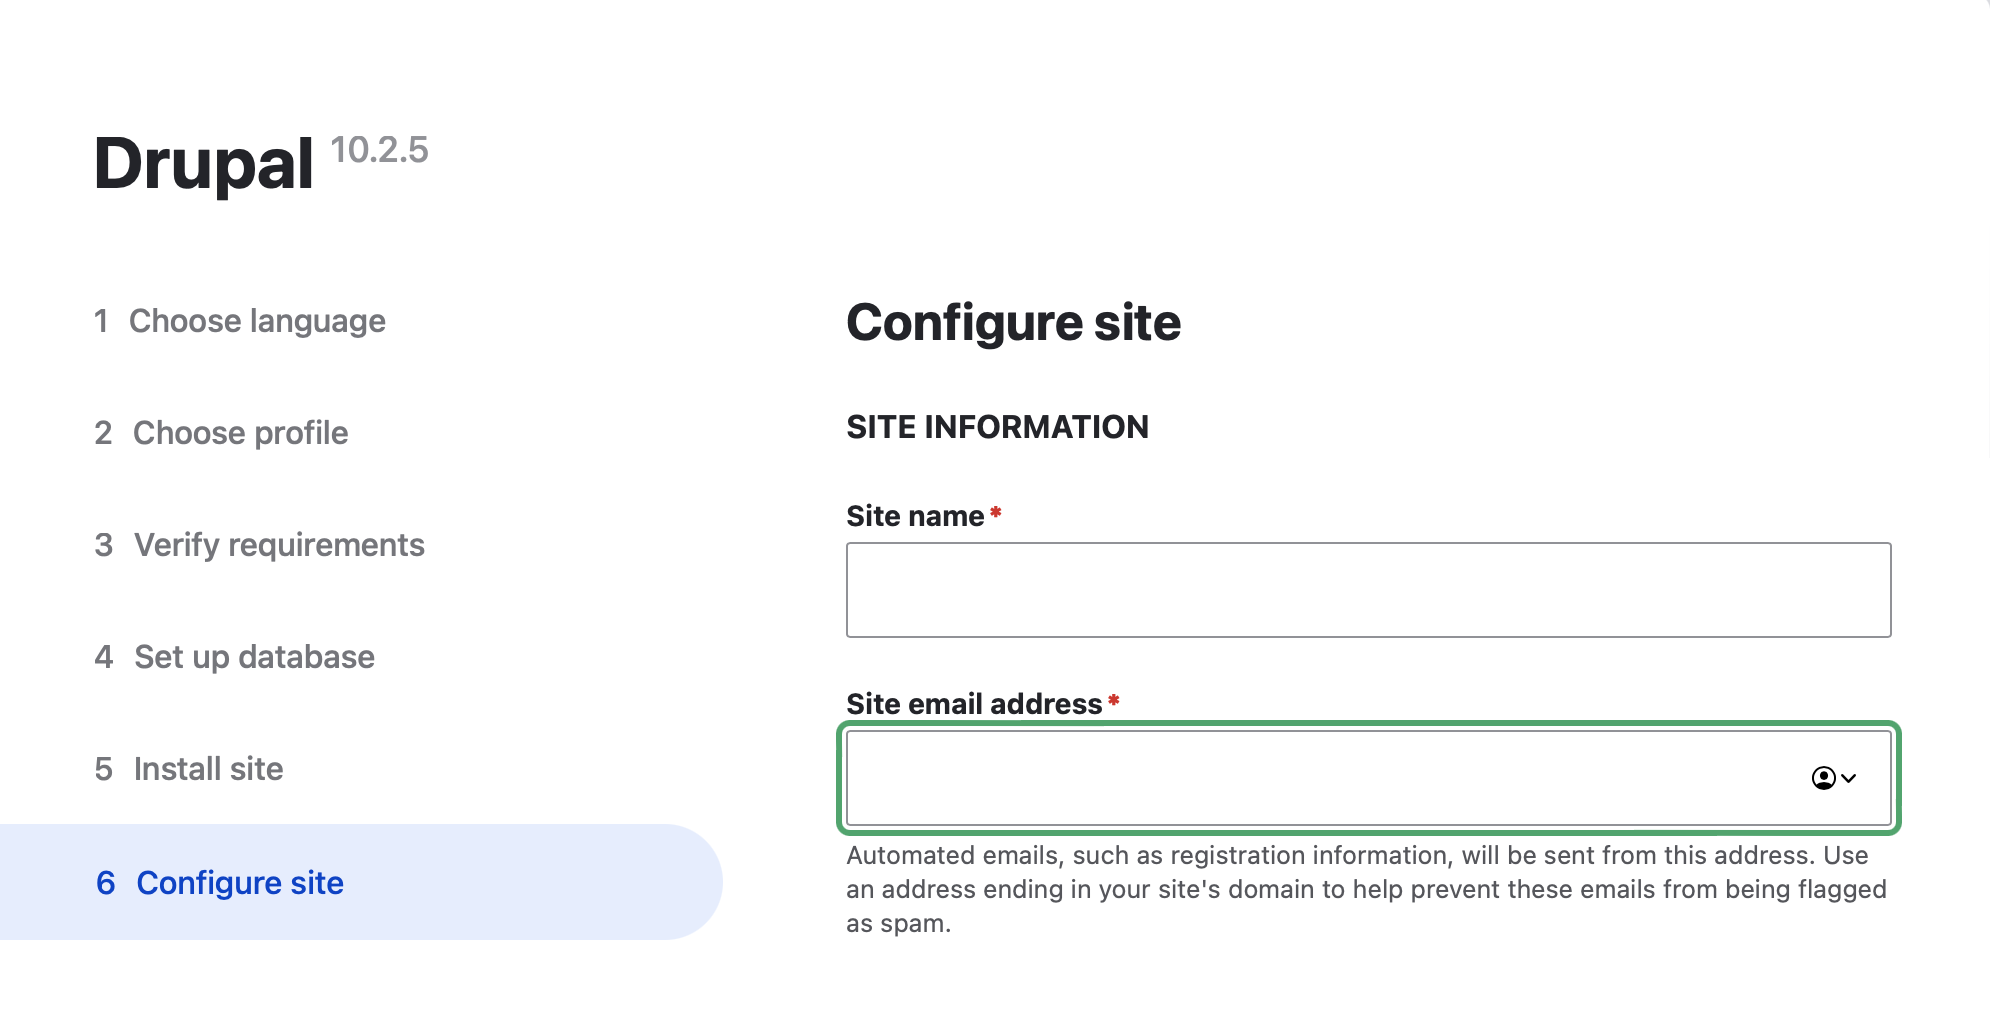 Drupal 10.2.5
1 Choose language
2 Choose profile
3 Verify requirements
4 Set up database
5 Install site
6 Configure site
Configure site
SITE INFORMATION
Site name*
Site email address*
Automated emails, such as registration information, will be sent from this address. Use
an address ending in your site's domain to help prevent these emails from being flagged
as spam.